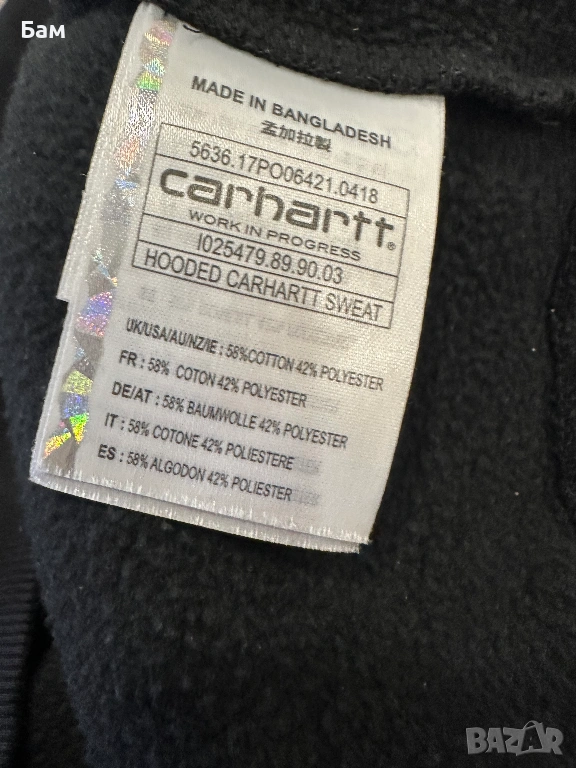 Бам
MADE IN BANGLADESH
孟加拉製
5636.17PO06421.0418
carhartt®
WORK IN PROGRESS
I025479.89.90.03
HOODED CARHARTT SWEAT
UK/USA/AU/NZ/IE : 58%COTTON 42% POLYESTER
FR : 58% COTON 42% POLYESTER
DE/AT : 58% BAUMWOLLE 42% POLYESTER
IT : 58% COTONE 42% POLIESTERE
ES : 58% ALGODON 42% POLIESTER
BAZAR